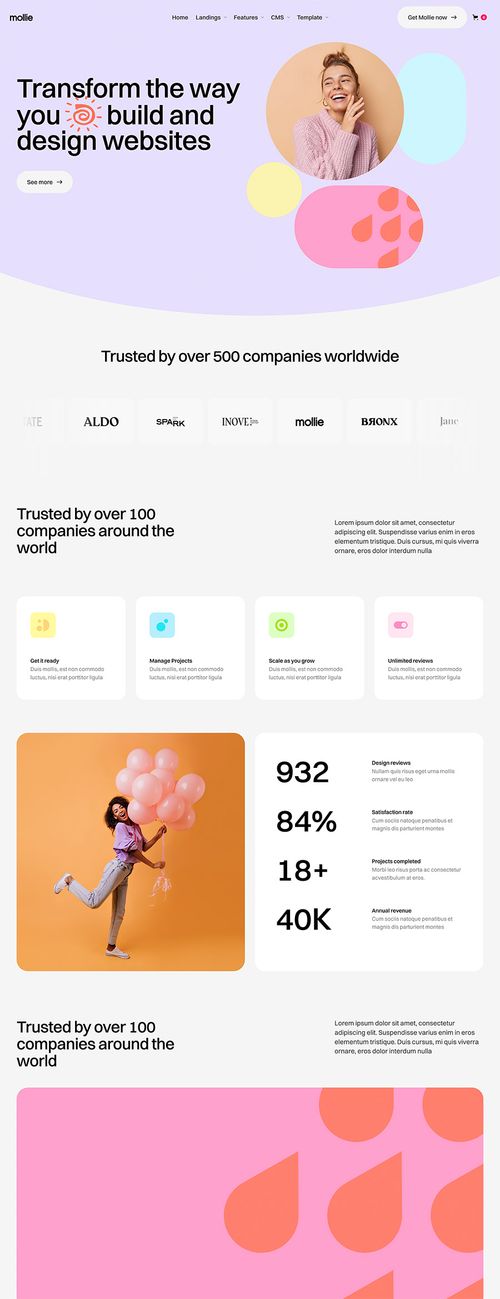 mollie
Home Landings Features CMS Template
Get Mollie now
Transform the way
you build and
design websites
See more
Trusted by over 500 companies worldwide
TATE ALDO SPARK INOVE mollie BRONX Jane
Trusted by over 100
companies around the
world
Lorem ipsum dolor sit amet, consectetur
adipiscing elit. Suspendisse varius enim in eros
elementum tristique. Duis cursus, mi quis viverra
ornare, eros dolor interdum nulla
Get it ready
Duis mollis, est non commodo
luctus, nisi erat porttitor ligula
Manage Projects
Duis mollis, est non commodo
luctus, nisi erat porttitor ligula
Scale as you grow
Duis mollis, est non commodo
luctus, nisi erat porttitor ligula
Unlimited reviews
Duis mollis, est non commodo
luctus, nisi erat porttitor ligula
932
Design reviews
Nullam quis risus eget urna mollis
ornare vel eu leo
84%
Satisfaction rate
Cum sociis natoque penatibus et
magnis dis parturient montes
18+
Projects completed
Morbi leo risus porta ac consectetur
acvestibulum at eros.
40K
Annual revenue
Cum sociis natoque penatibus et
magnis dis parturient montes
Trusted by over 100
companies around the
world
Lorem ipsum dolor sit amet, consectetur
adipiscing elit. Suspendisse varius enim in eros
elementum tristique. Duis cursus, mi quis viverra
ornare, eros dolor interdum nulla